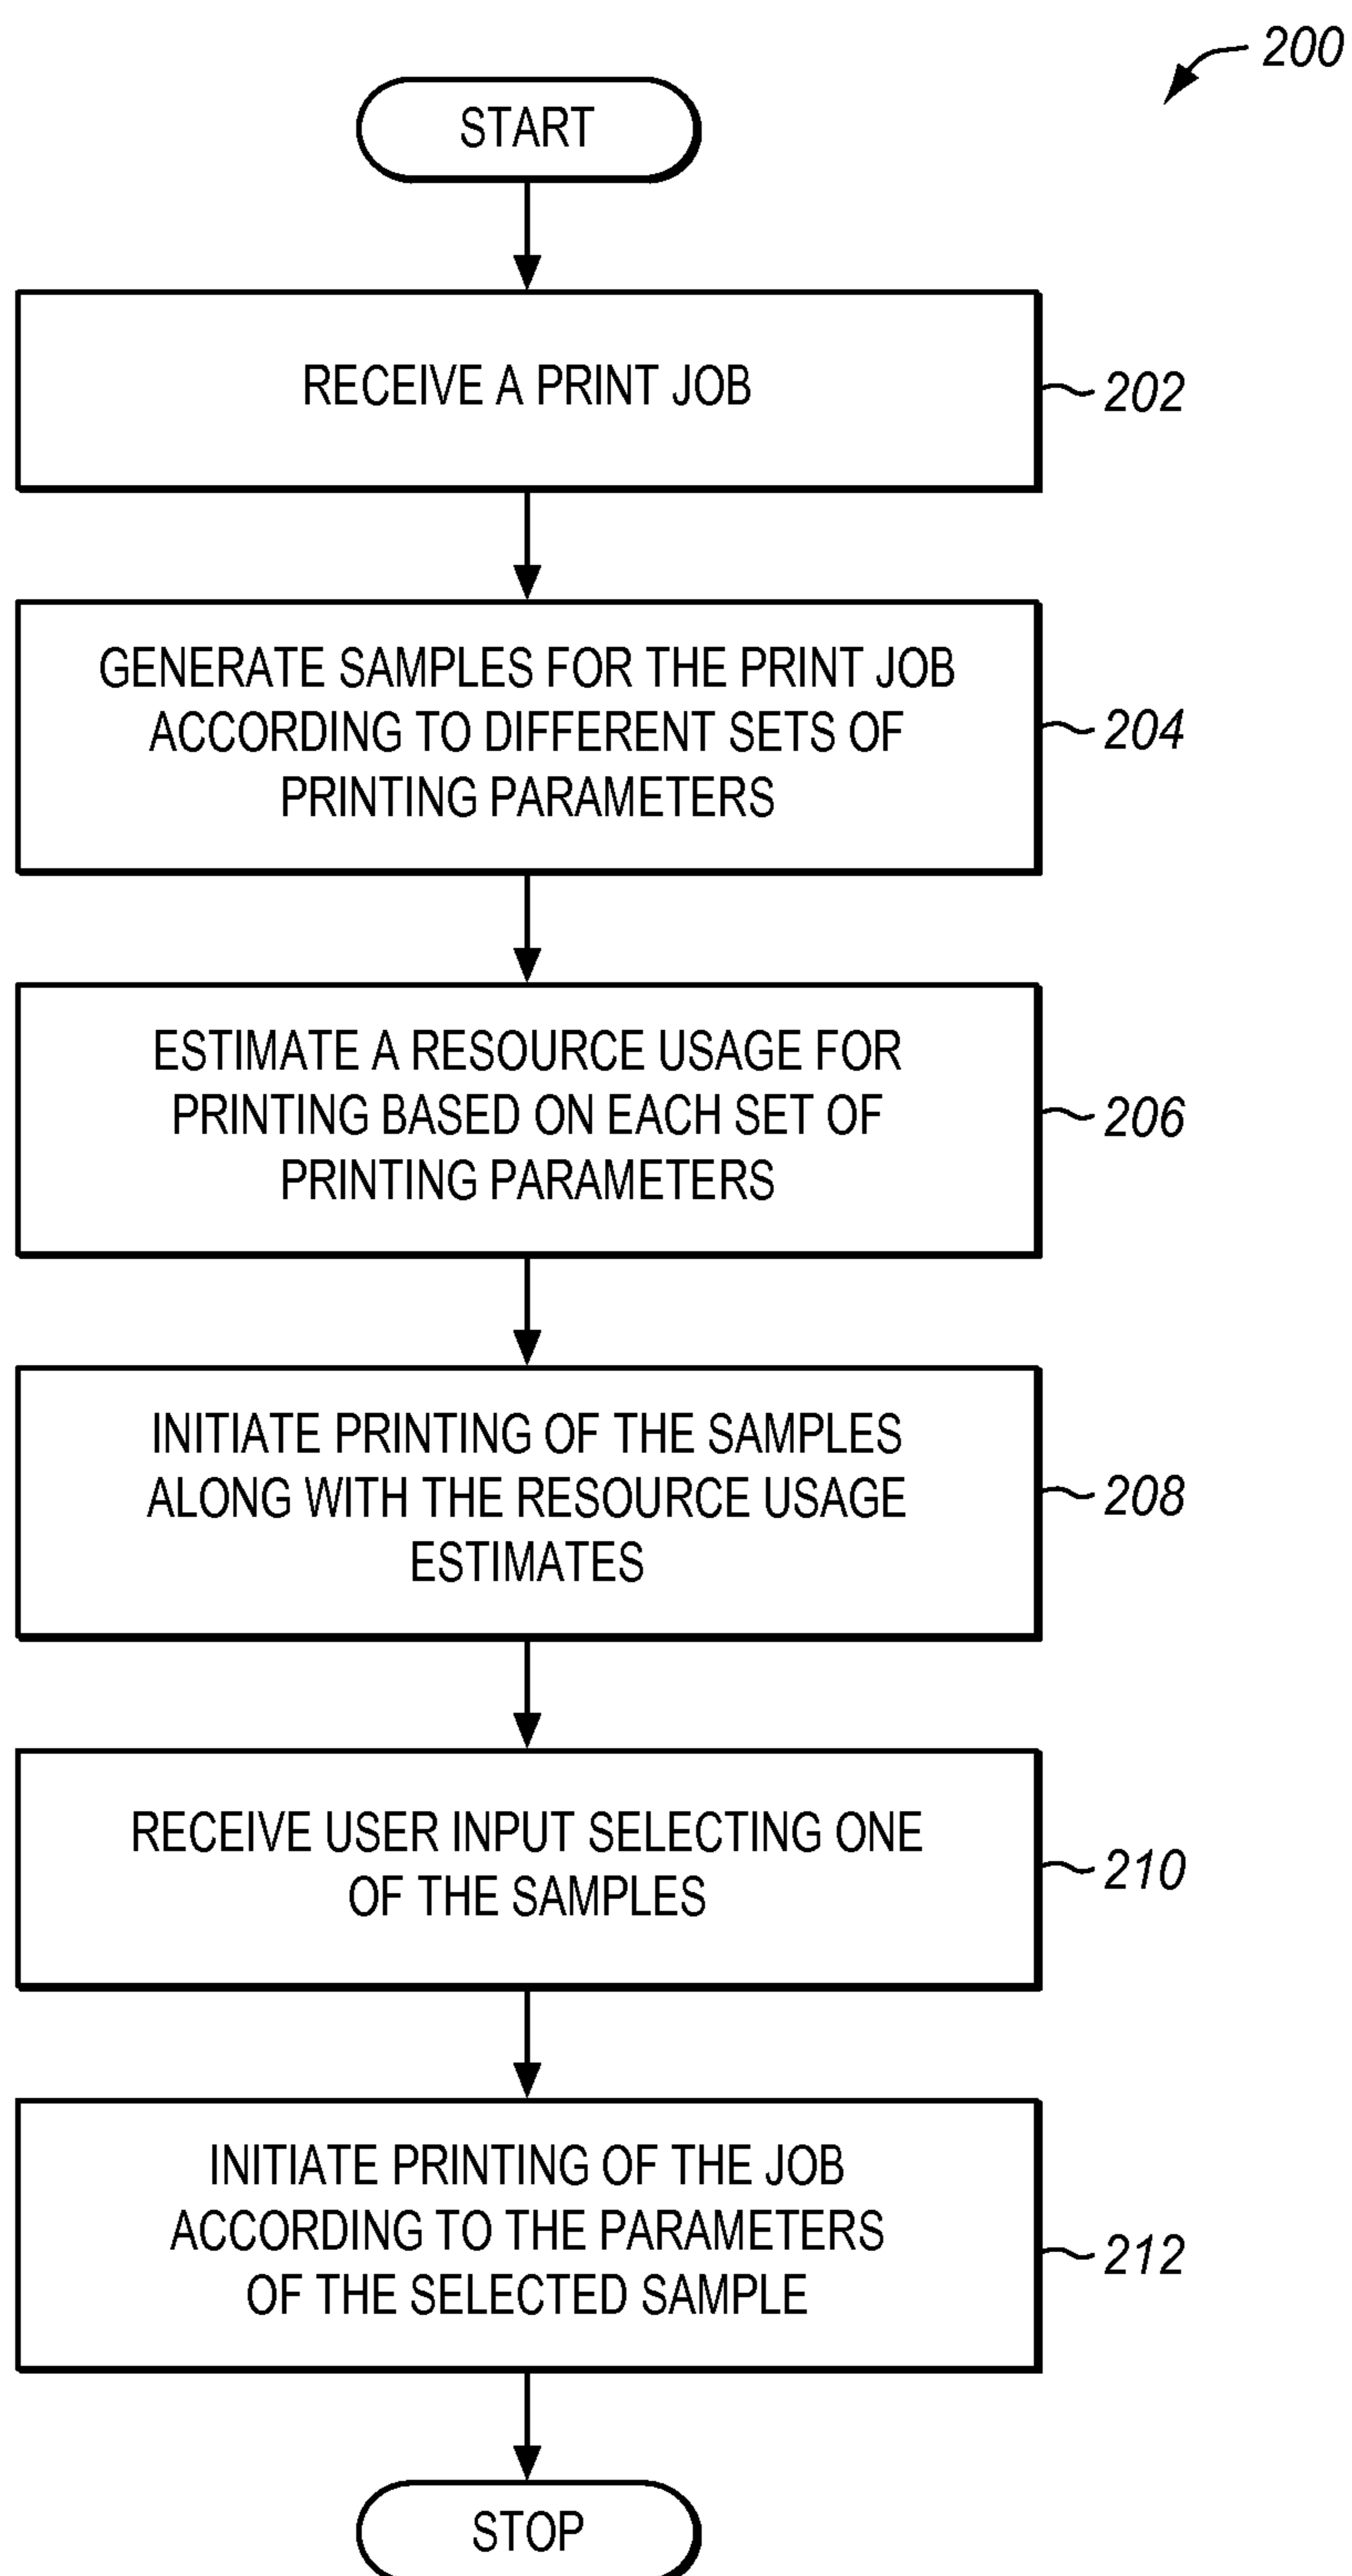 200
START
RECEIVE A PRINT JOB
202
GENERATE SAMPLES FOR THE PRINT JOB
ACCORDING TO DIFFERENT SETS OF
PRINTING PARAMETERS
204
ESTIMATE A RESOURCE USAGE FOR
PRINTING BASED ON EACH SET OF
PRINTING PARAMETERS
206
INITIATE PRINTING OF THE SAMPLES
ALONG WITH THE RESOURCE USAGE
ESTIMATES
208
RECEIVE USER INPUT SELECTING ONE
OF THE SAMPLES
210
INITIATE PRINTING OF THE JOB
ACCORDING TO THE PARAMETERS
OF THE SELECTED SAMPLE
212
STOP